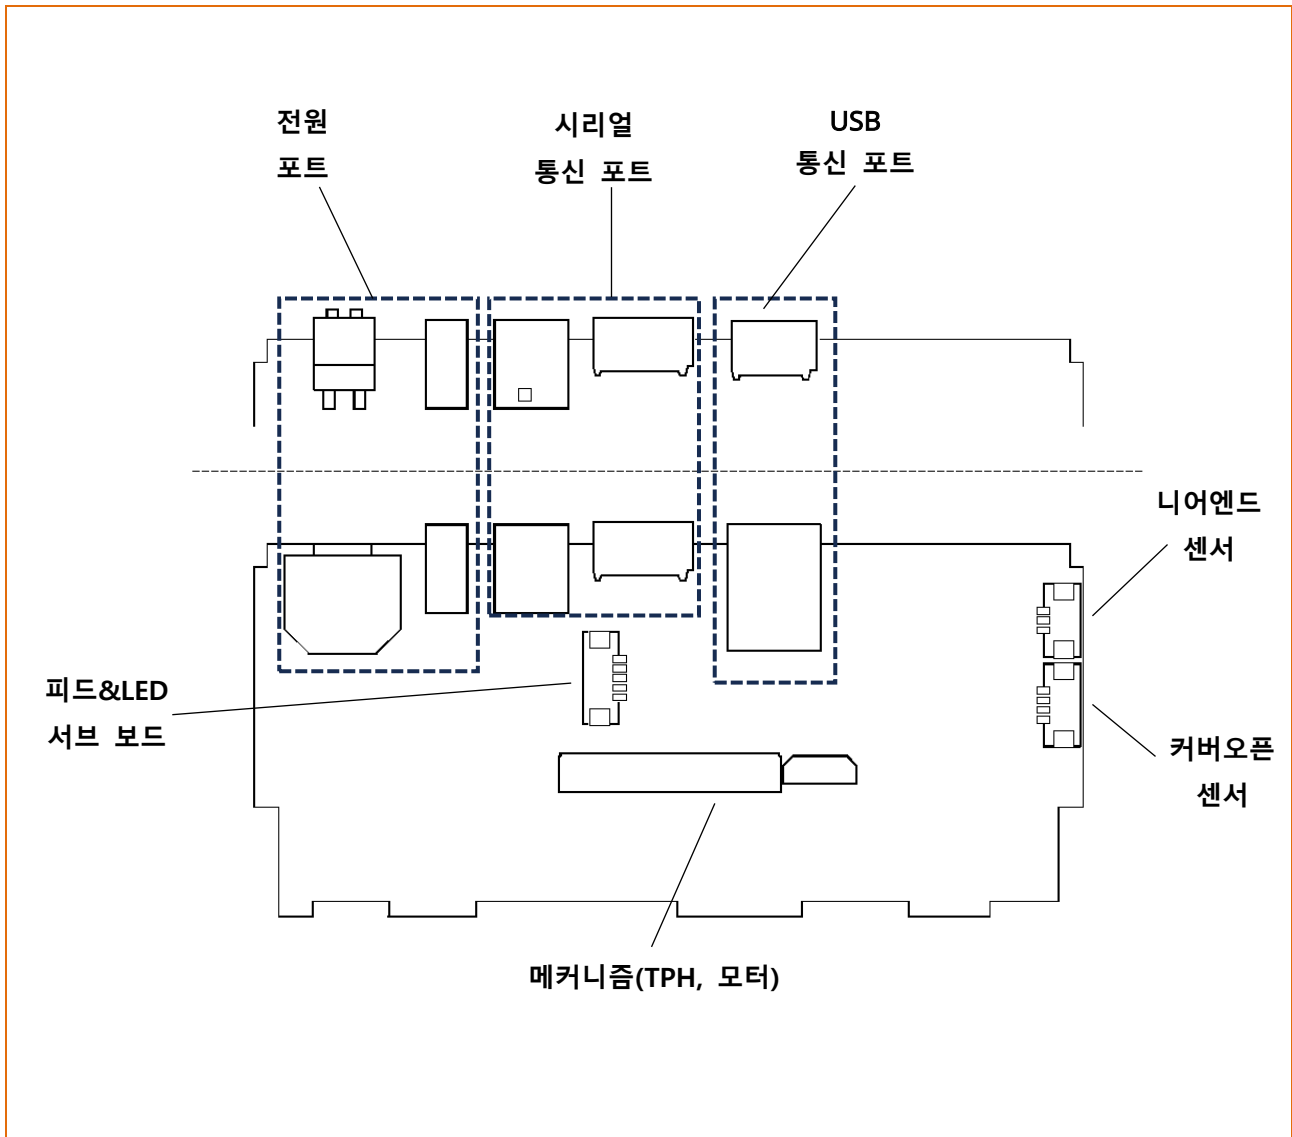 전원
포트
시리얼
통신 포트
USB
통신 포트
니어엔드
센서
피드&LED
서브 보드
커버오픈
센서
메커니즘(TPH, 모터)